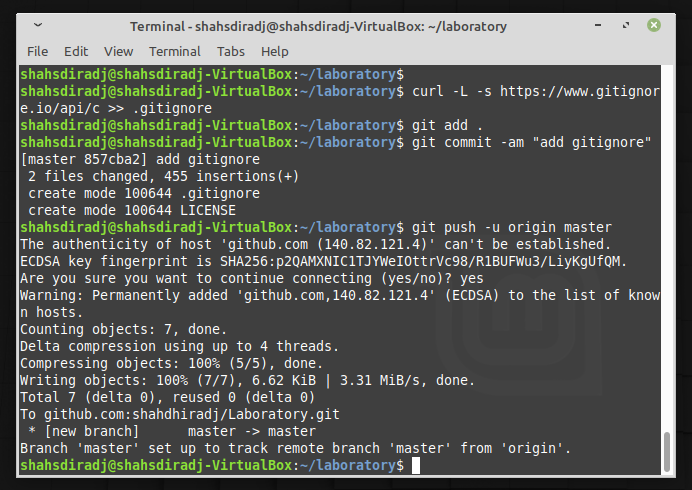 Terminal - shahsdiradj@shahsdiradj-VirtualBox: ~/laboratory
File Edit View Terminal Tabs Help
shahsdiradj@shahsdiradj-VirtualBox:~/laboratory$
shahsdiradj@shahsdiradj-VirtualBox:~/laboratory$ curl -L -s https://www.gitignor
e.io/api/c >> .gitignore
shahsdiradj@shahsdiradj-VirtualBox:~/laboratory$ git add .
shahsdiradj@shahsdiradj-VirtualBox:~/laboratory$ git commit -am "add gitignore"
[master 857cba2] add gitignore
 2 files changed, 455 insertions(+)
 create mode 100644 .gitignore
 create mode 100644 LICENSE
shahsdiradj@shahsdiradj-VirtualBox:~/laboratory$ git push -u origin master
The authenticity of host 'github.com (140.82.121.4)' can't be established.
ECDSA key fingerprint is SHA256:p2QAMXNIC1TJYWeIOttrVc98/R1BUFWu3/LiyKgUfQM.
Are you sure you want to continue connecting (yes/no)? yes
Warning: Permanently added 'github.com,140.82.121.4' (ECDSA) to the list of know
n hosts.
Counting objects: 7, done.
Delta compression using up to 4 threads.
Compressing objects: 100% (5/5), done.
Writing objects: 100% (7/7), 6.62 KiB | 3.31 MiB/s, done.
Total 7 (delta 0), reused 0 (delta 0)
To github.com:shahdhiradj/Laboratory.git
 * [new branch]      master -> master
Branch 'master' set up to track remote branch 'master' from 'origin'.
shahsdiradj@shahsdiradj-VirtualBox:~/laboratory$